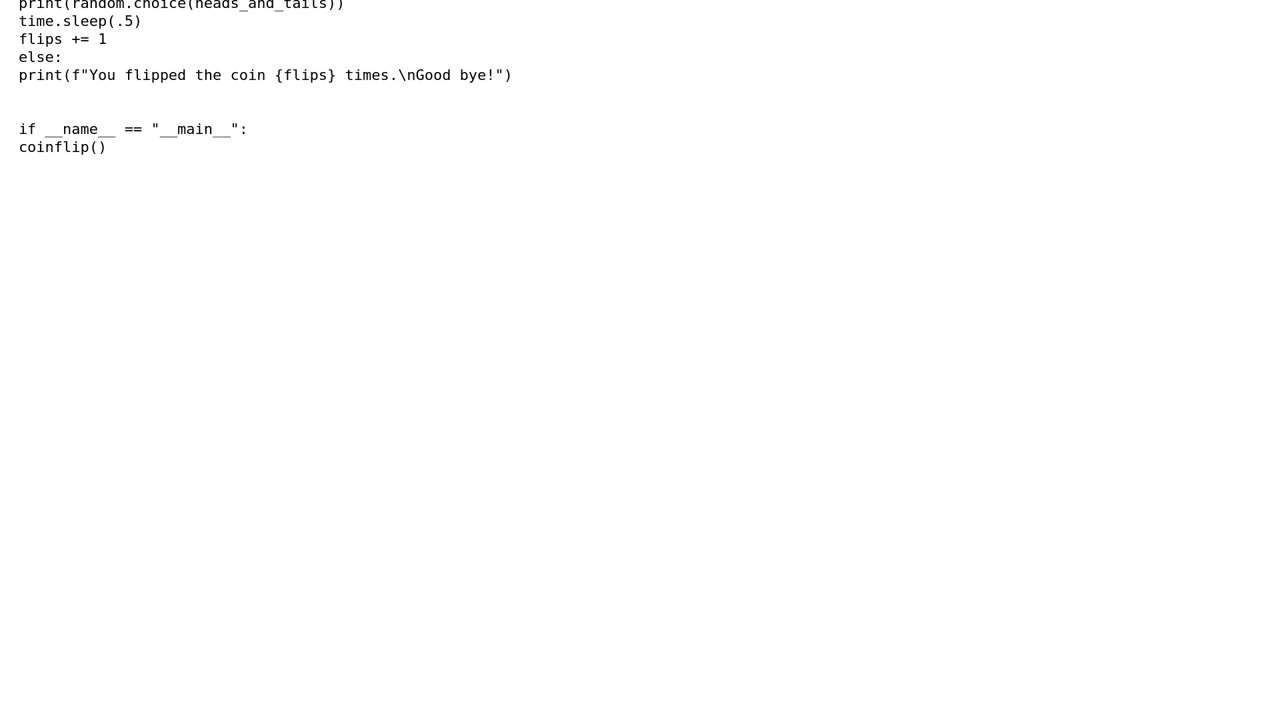 print(random.choice(heads_and_tails))
time.sleep(.5)
flips += 1
else:
print(f"You flipped the coin {flips} times.\nGood bye!")
if __name__ == "__main__":
coinflip()